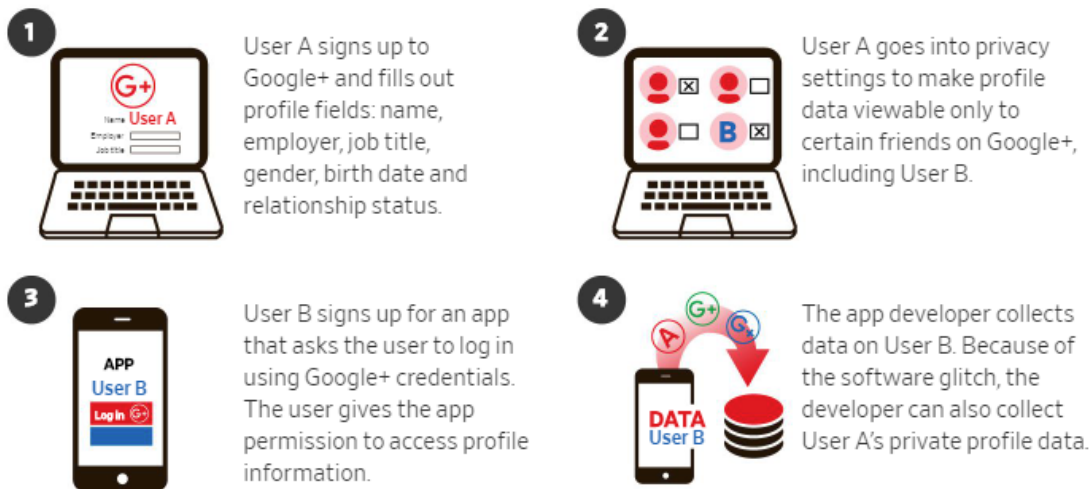 1
User A signs up to
Google+ and fills out
profile fields: name,
employer, job title,
gender, birth date and
relationship status.
G+
Name User A
Employer
Job title
2
User A goes into privacy
settings to make profile
data viewable only to
certain friends on Google+,
including User B.
B
3
User B signs up for an app
that asks the user to log in
using Google+ credentials.
The user gives the app
permission to access profile
information.
APP
User B
Log in G+
4
The app developer collects
data on User B. Because of
the software glitch, the
developer can also collect
User A's private profile data.
A G+ G+
DATA
User B